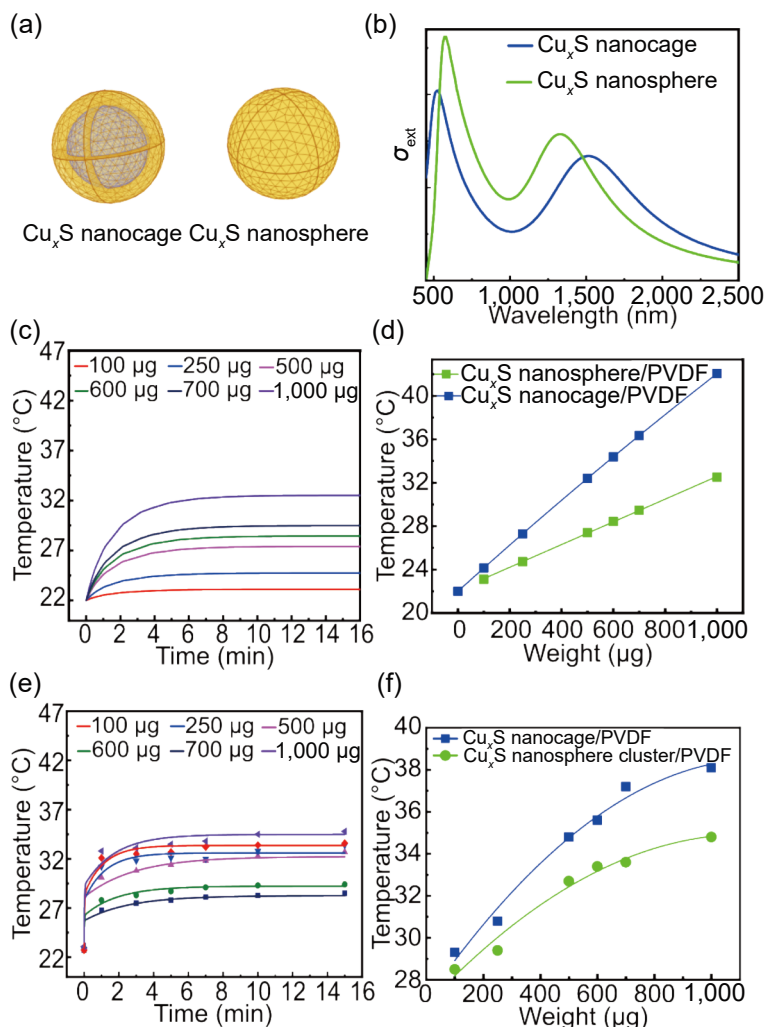 (a)
CuₓS nanocage CuₓS nanosphere
(b)
CuₓS nanocage
CuₓS nanosphere
σext
500 1,000 1,500 2,000 2,500
Wavelength (nm)
(c)
47
42
37
32
27
22
Temperature (°C)
100 µg 250 µg 500 µg
600 µg 700 µg 1,000 µg
0 2 4 6 8 10 12 14 16
Time (min)
(d)
40
36
32
28
24
20
Temperature (°C)
CuₓS nanosphere/PVDF
CuₓS nanocage/PVDF
0 200 400 600 800 1,000
Weight (µg)
(e)
47
42
37
32
27
22
Temperature (°C)
100 µg 250 µg 500 µg
600 µg 700 µg 1,000 µg
0 2 4 6 8 10 12 14 16
Time (min)
(f)
40
38
36
34
32
30
28
Temperature (°C)
CuₓS nanocage/PVDF
CuₓS nanosphere cluster/PVDF
0 200 400 600 800 1,000
Weight (µg)